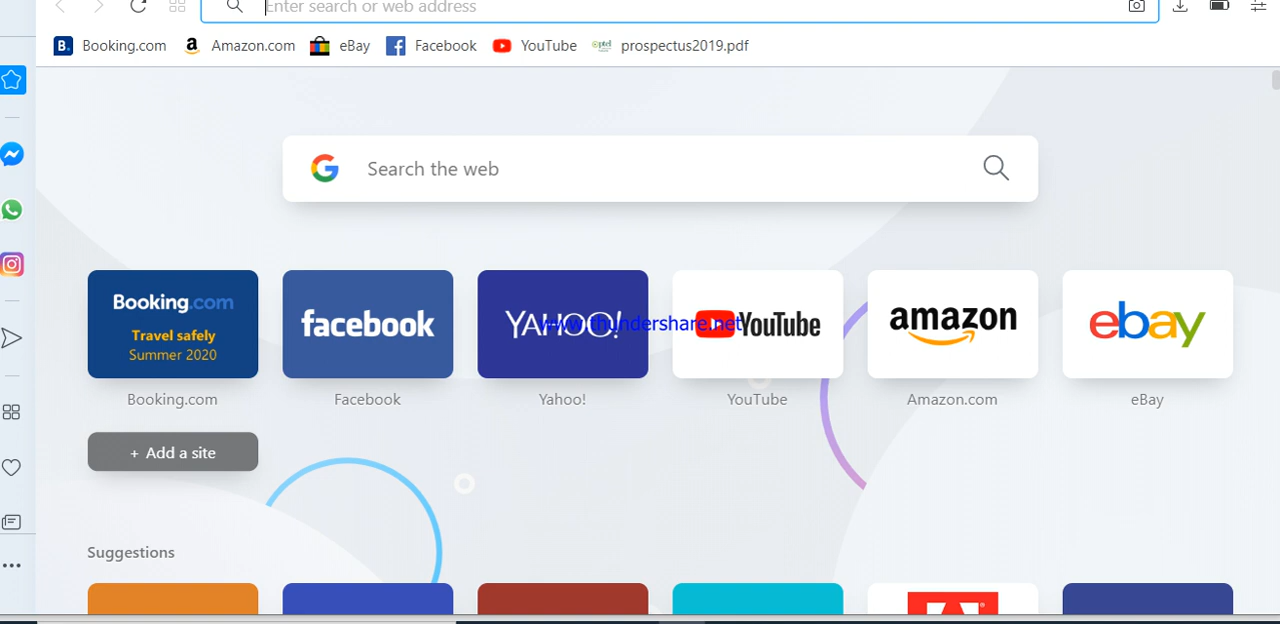 Enter search or web address
Booking.com Amazon.com eBay Facebook YouTube prospectus2019.pdf
Search the web
Booking.com
Travel safely
Summer 2020
facebook
YAHOO!
www.thundershare.net
YouTube
amazon
ebay
Booking.com Facebook Yahoo! YouTube Amazon.com eBay
+ Add a site
Suggestions